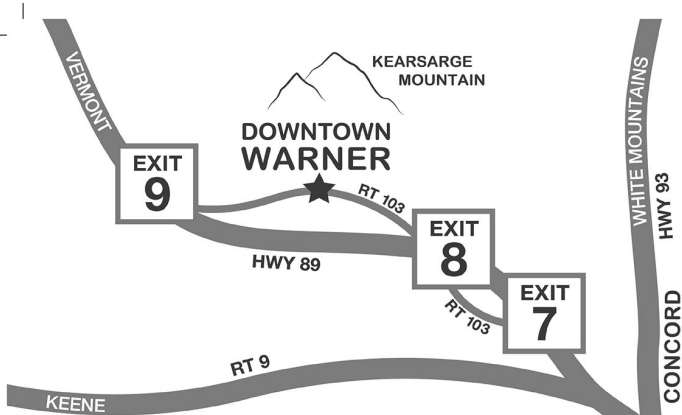 VERMONT
KEARSARGE
MOUNTAIN
DOWNTOWN
WARNER
WHITE MOUNTAINS
HWY 93
EXIT
9
RT 103
EXIT
8
HWY 89
EXIT
7
RT 103
CONCORD
RT 9
KEENE